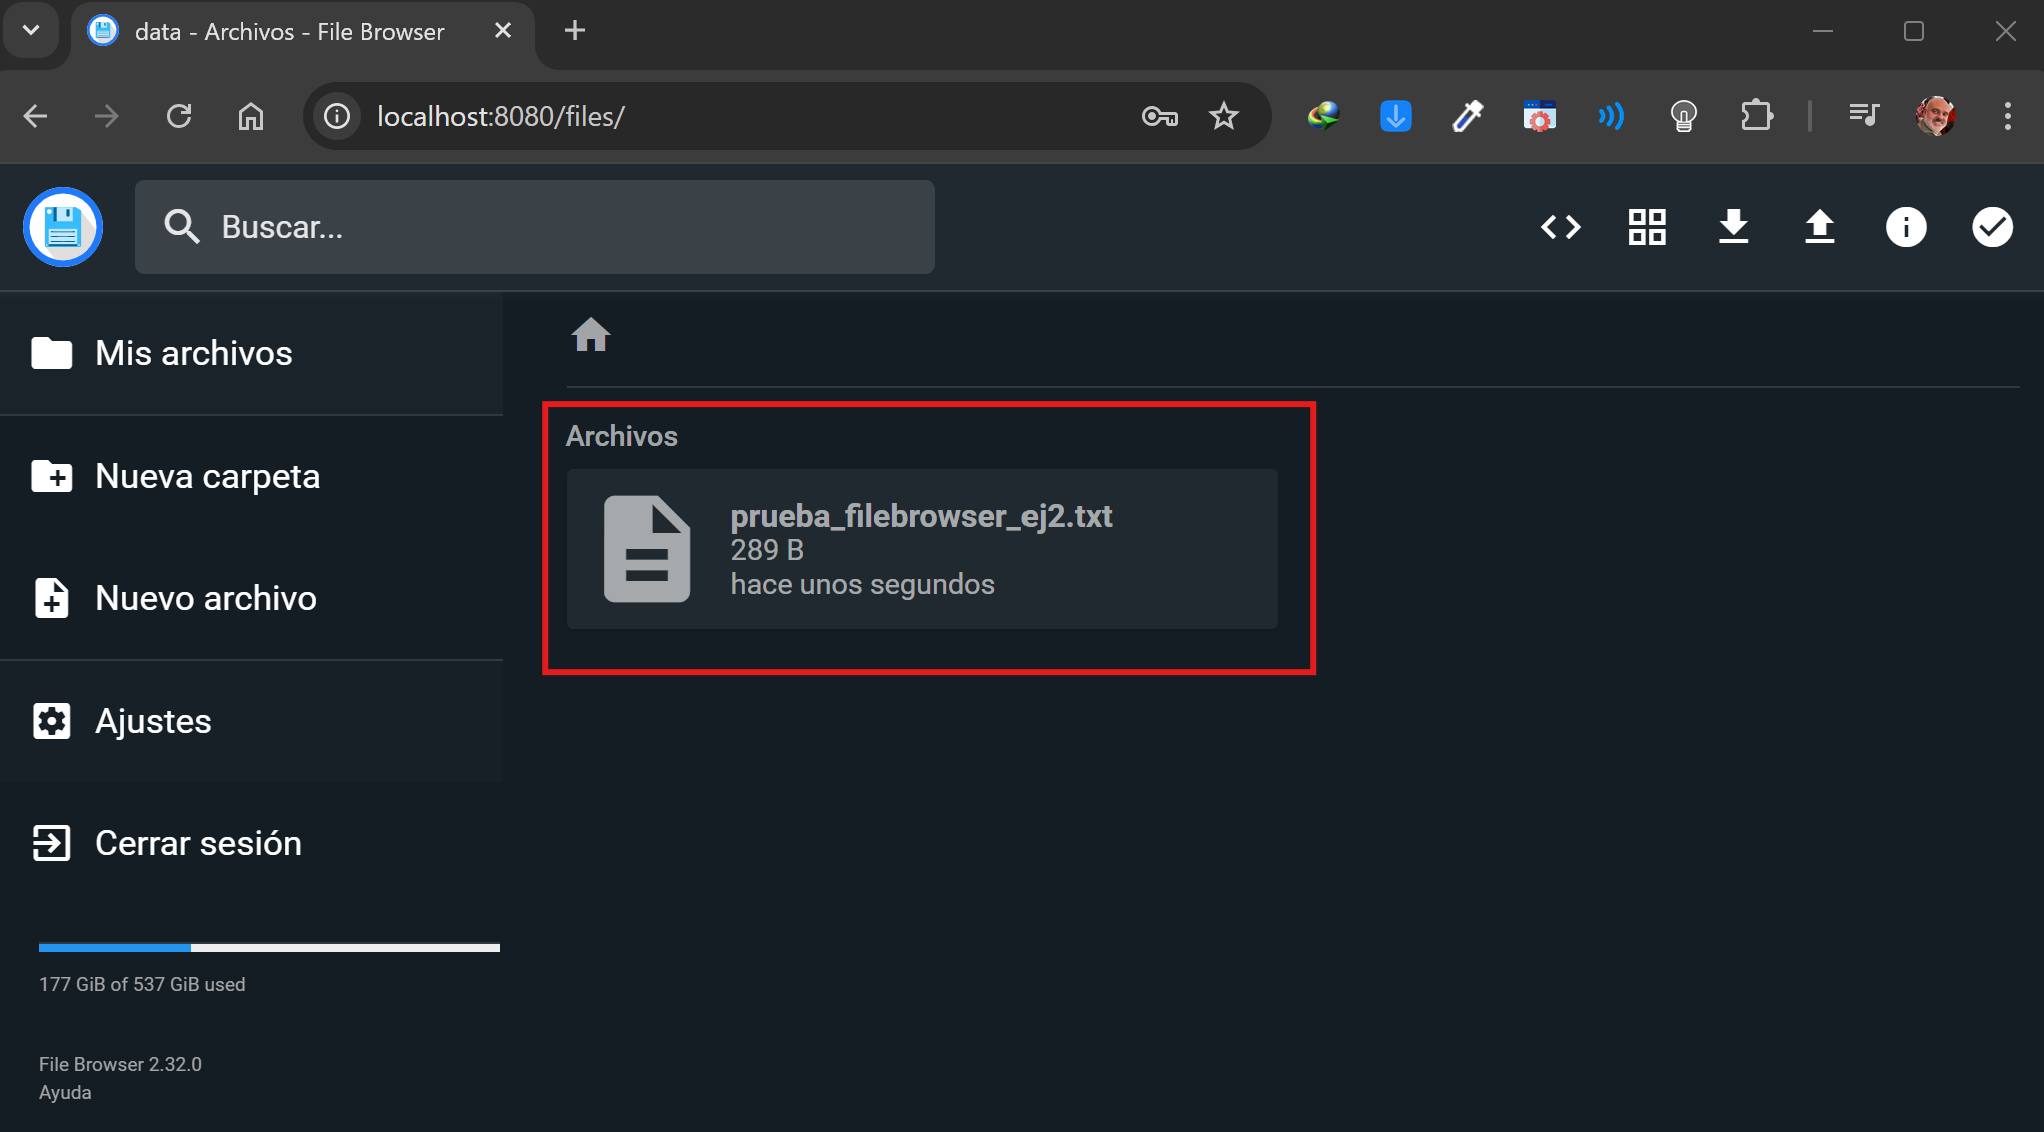 data - Archivos - File Browser
localhost:8080/files/
Buscar...
Mis archivos
Nueva carpeta
Nuevo archivo
Ajustes
Cerrar sesión
177 GiB of 537 GiB used
File Browser 2.32.0
Ayuda
Archivos
prueba_filebrowser_ej2.txt
289 B
hace unos segundos